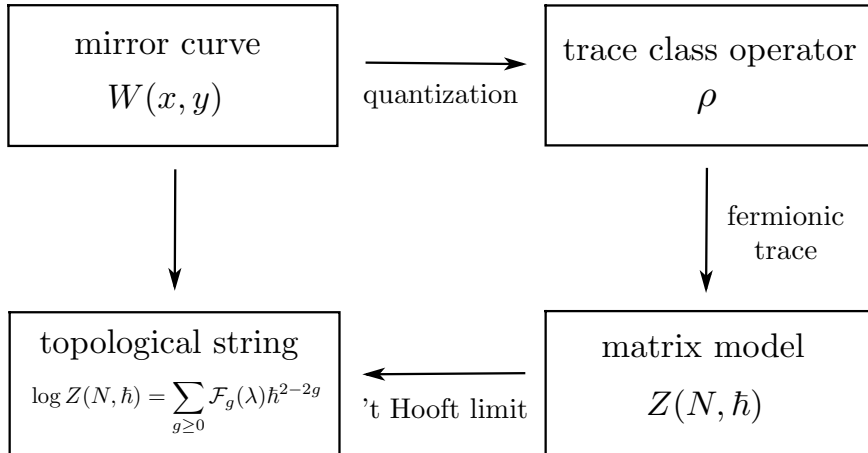 mirror curve
W(x, y)
quantization
trace class operator
ρ
fermionic
trace
topological string
log Z(N, ħ) = ∑_{g≥0} ℱ_g(λ)ħ^{2−2g}
't Hooft limit
matrix model
Z(N, ħ)